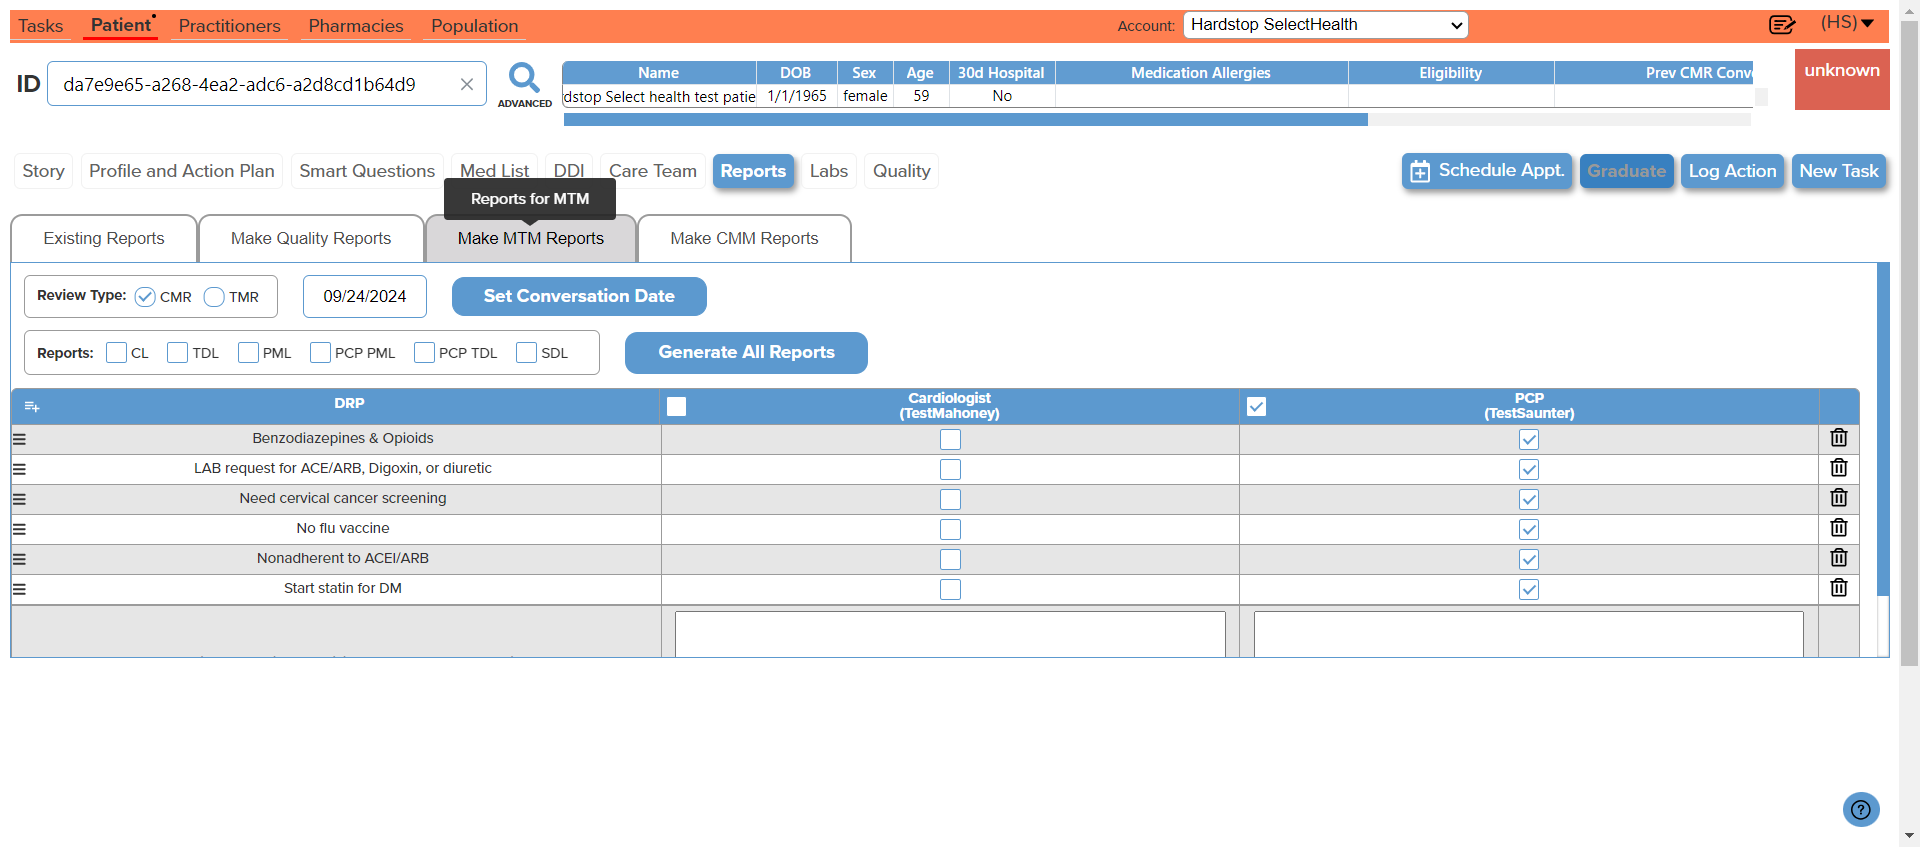 Tasks Patient Practitioners Pharmacies Population Account: Hardstop SelectHealth (HS)
ID da7e9e65-a268-4ea2-adc6-a2d8cd1b64d9 ADVANCED
Name DOB Sex Age 30d Hospital Medication Allergies Eligibility Prev CMR Conv
dstop Select health test patie 1/1/1965 female 59 No
unknown
Story Profile and Action Plan Smart Questions Med List DDI Care Team Reports Labs Quality Schedule Appt. Graduate Log Action New Task
Reports for MTM
Existing Reports Make Quality Reports Make MTM Reports Make CMM Reports
Review Type: CMR TMR 09/24/2024 Set Conversation Date
Reports: CL TDL PML PCP PML PCP TDL SDL Generate All Reports
DRP Cardiologist PCP
(TestMahoney) (TestSaunter)
Benzodiazepines & Opioids
LAB request for ACE/ARB, Digoxin, or diuretic
Need cervical cancer screening
No flu vaccine
Nonadherent to ACEI/ARB
Start statin for DM